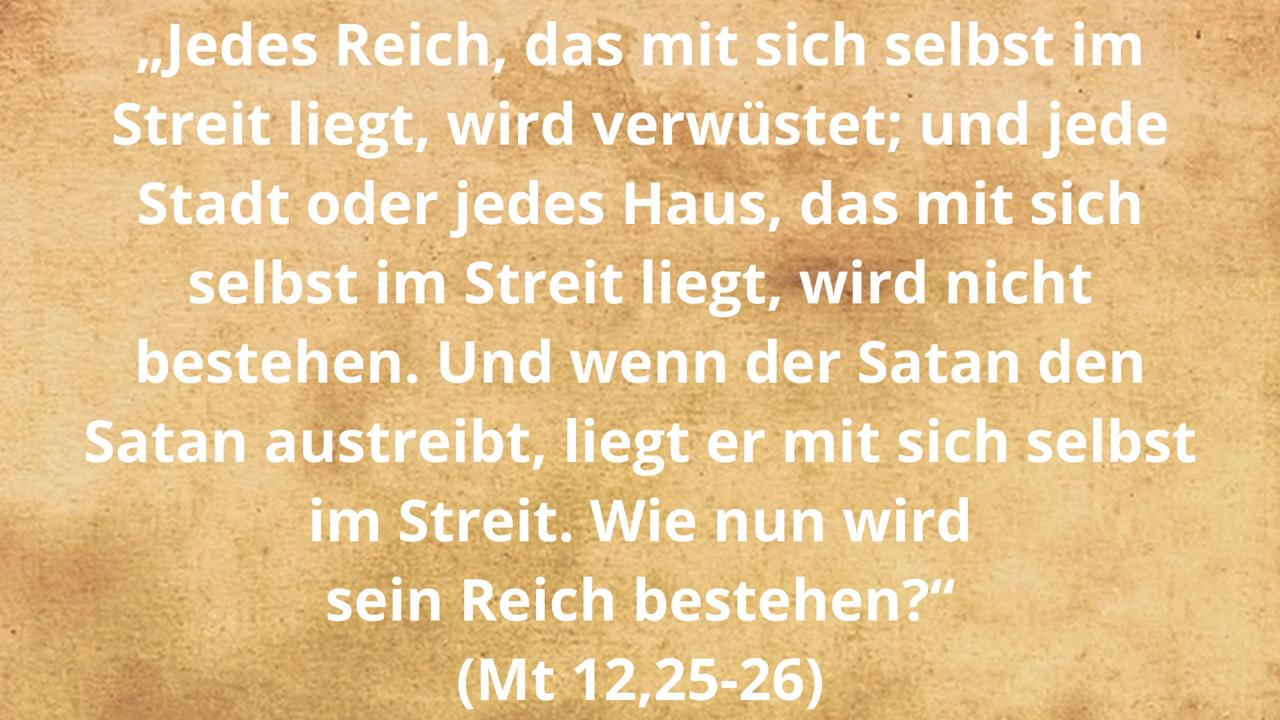 „Jedes Reich, das mit sich selbst im
Streit liegt, wird verwüstet; und jede
Stadt oder jedes Haus, das mit sich
selbst im Streit liegt, wird nicht
bestehen. Und wenn der Satan den
Satan austreibt, liegt er mit sich selbst
im Streit. Wie nun wird
sein Reich bestehen?“
(Mt 12,25-26)